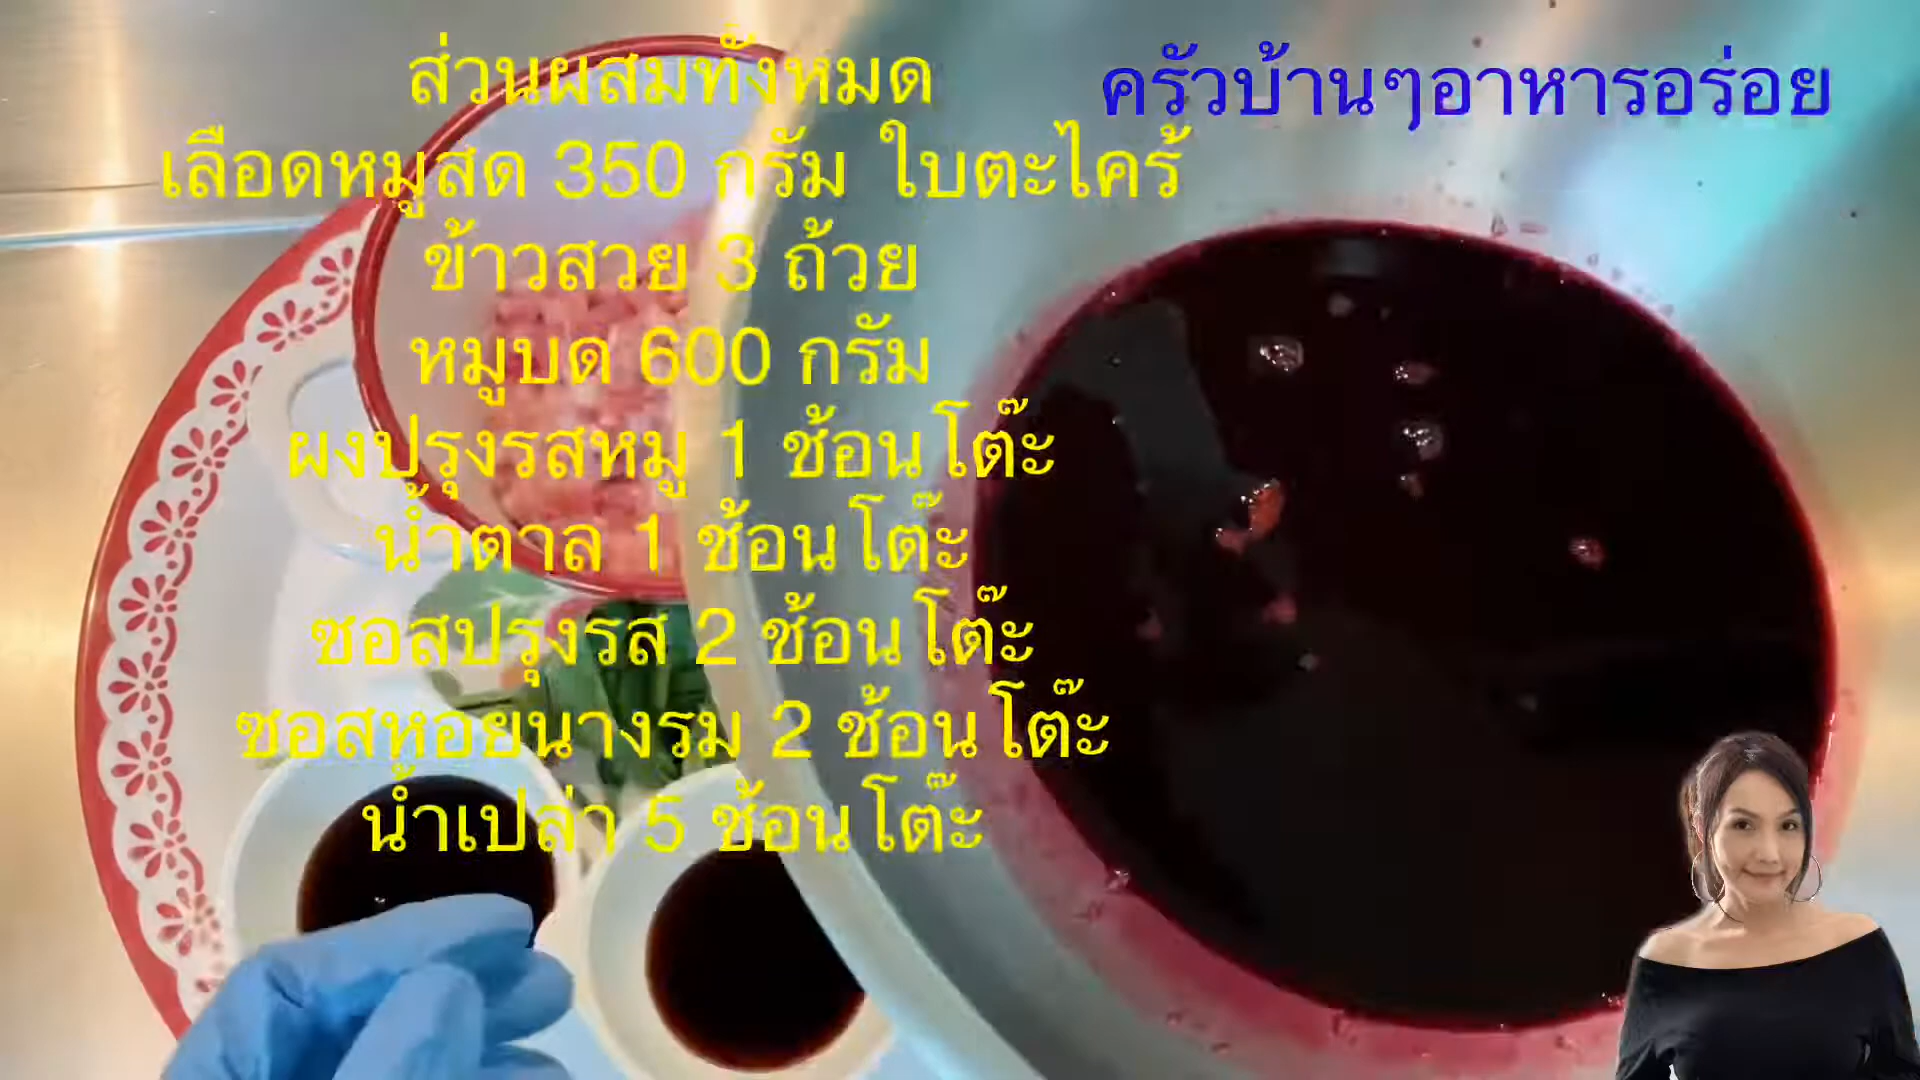 ส่วนผสมทั้งหมด
ครัวบ้านๆอาหารอร่อย
เลือดหมูสด 350 กรัม ใบตะไคร้
ข้าวสวย 3 ถ้วย
หมูบด 600 กรัม
ผงปรุงรสหมู 1 ช้อนโต๊ะ
น้ำตาล 1 ช้อนโต๊ะ
ซอสปรุงรส 2 ช้อนโต๊ะ
ซอสหอยนางรม 2 ช้อนโต๊ะ
น้ำเปล่า 5 ช้อนโต๊ะ